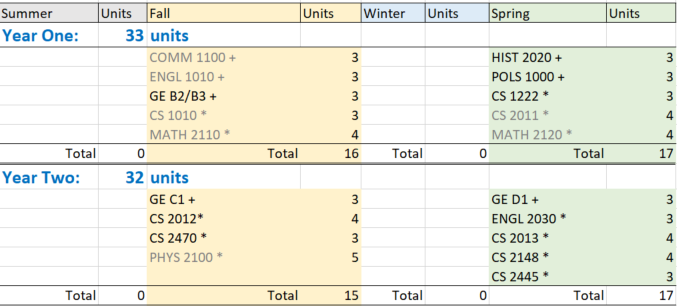 Summer Units Fall Units Winter Units Spring Units
Year One: 33 units
COMM 1100 + 3 HIST 2020 + 3
ENGL 1010 + 3 POLS 1000 + 3
GE B2/B3 + 3 CS 1222 * 3
CS 1010 * 3 CS 2011 * 4
MATH 2110 * 4 MATH 2120 * 4
Total 0 Total 16 Total 0 Total 17
Year Two: 32 units
GE C1 + 3 GE D1 + 3
CS 2012* 4 ENGL 2030 * 3
CS 2470 * 3 CS 2013 * 4
PHYS 2100 * 5 CS 2148 * 4
CS 2445 * 3
Total 0 Total 15 Total 0 Total 17